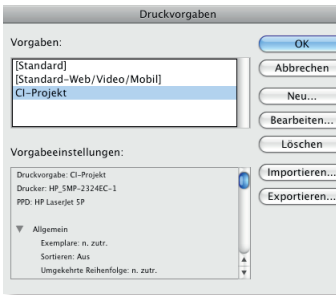 Druckvorgaben
Vorgaben:
[Standard]
[Standard-Web/Video/Mobil]
CI-Projekt
OK
Abbrechen
Neu...
Bearbeiten...
Löschen
Importieren...
Exportieren...
Vorgabeeinstellungen:
Druckvorgabe: CI-Projekt
Drucker: HP_5MP-2324EC-1
PPD: HP LaserJet 5P
Allgemein
Exemplare: n. zutr.
Sortieren: Aus
Umgekehrte Reihenfolge: n. zutr.